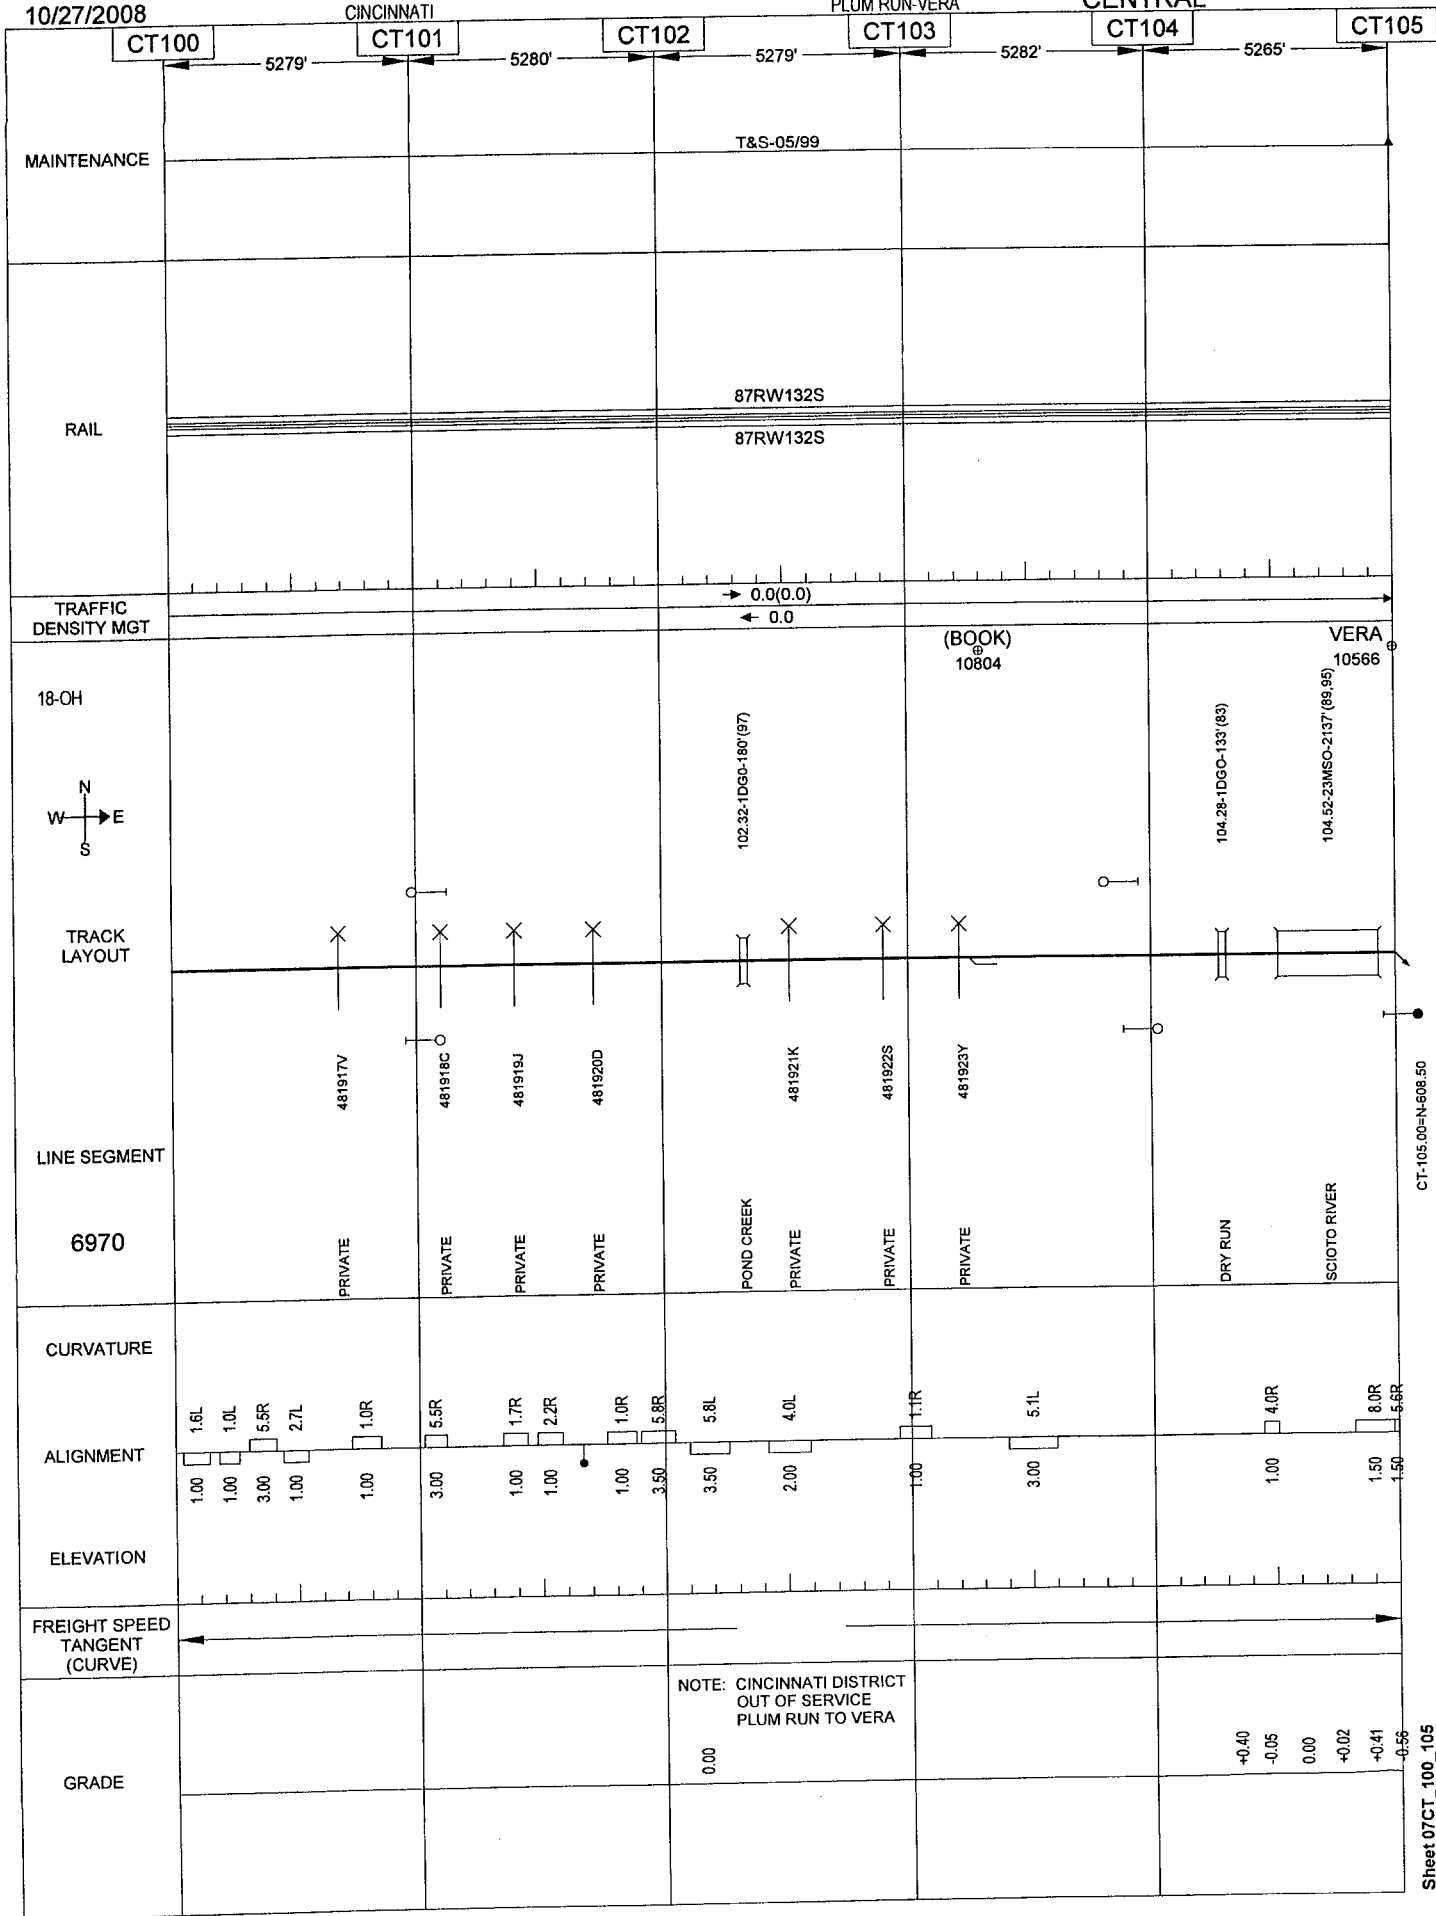 10/27/2008
CINCINNATI
PLUM RUN-VERA
CENTRAL
CT100
CT101
CT102
CT103
CT104
CT105
5279'
5280'
5279'
5282'
5265'
MAINTENANCE
T&S-05/99
RAIL
87RW132S
87RW132S
TRAFFIC
DENSITY MGT
0.0(0.0)
0.0
(BOOK)
10804
VERA
10566
18-OH
N
W
E
S
102.32-1DGO-180'(97)
104.28-1DGO-133'(83)
104.52-23MSO-2137'(89,95)
TRACK
LAYOUT
481917V
481918C
481919J
481920D
481921K
481922S
481923Y
CT-105.00=N-608.50
LINE SEGMENT
6970
PRIVATE
PRIVATE
PRIVATE
PRIVATE
POND CREEK
PRIVATE
PRIVATE
PRIVATE
DRY RUN
SCIOTO RIVER
CURVATURE
1.6L
1.0L
5.5R
2.7L
1.0R
5.5R
1.7R
2.2R
1.0R
5.8R
5.8L
4.0L
1.1R
5.1L
4.0R
8.0R
5.6R
ALIGNMENT
1.00
1.00
3.00
1.00
1.00
3.00
1.00
1.00
1.00
3.50
3.50
2.00
1.00
3.00
1.00
1.50
1.50
ELEVATION
FREIGHT SPEED
TANGENT
(CURVE)
NOTE: CINCINNATI DISTRICT
OUT OF SERVICE
PLUM RUN TO VERA
GRADE
0.00
+0.40
-0.05
0.00
+0.02
+0.41
-0.56
Sheet 07CT_100_105